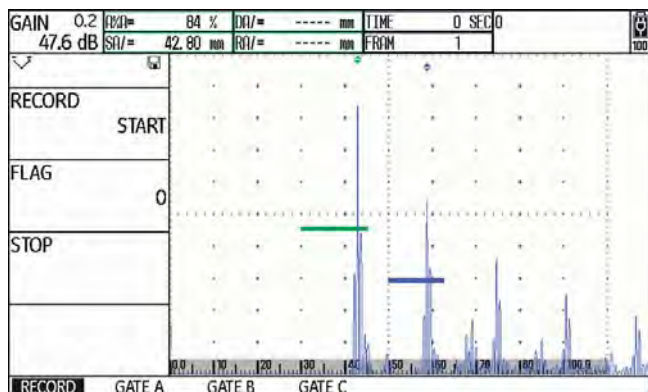 GAIN 0.2 AXA= 84 % DA/= ----- mm TIME 0 SEC 0
47.6 dB SA/= 42.80 mm RA/= ----- mm FRAM 1
100
RECORD
START
FLAG
0
STOP
0.0 10 20 30 40 50 60 70 80 90 100.0
RECORD GATE A GATE B GATE C